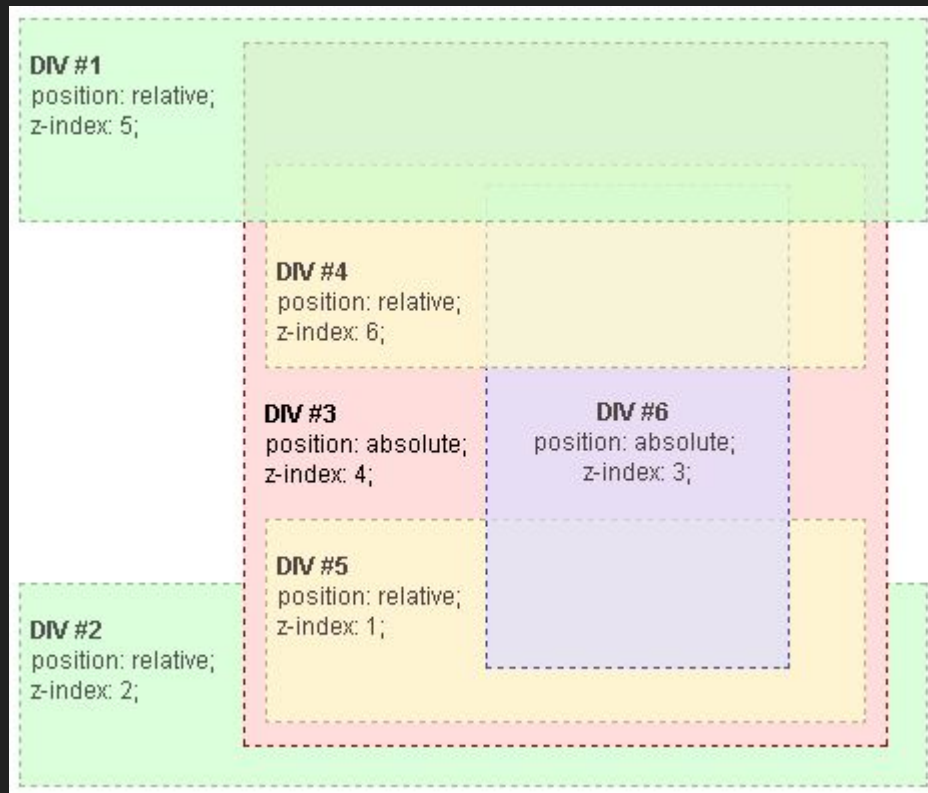 DIV #1
position: relative;
z-index: 5;
DIV #4
position: relative;
z-index: 6;
DIV #3
position: absolute;
z-index: 4;
DIV #6
position: absolute;
z-index: 3;
DIV #5
position: relative;
z-index: 1;
DIV #2
position: relative;
z-index: 2;